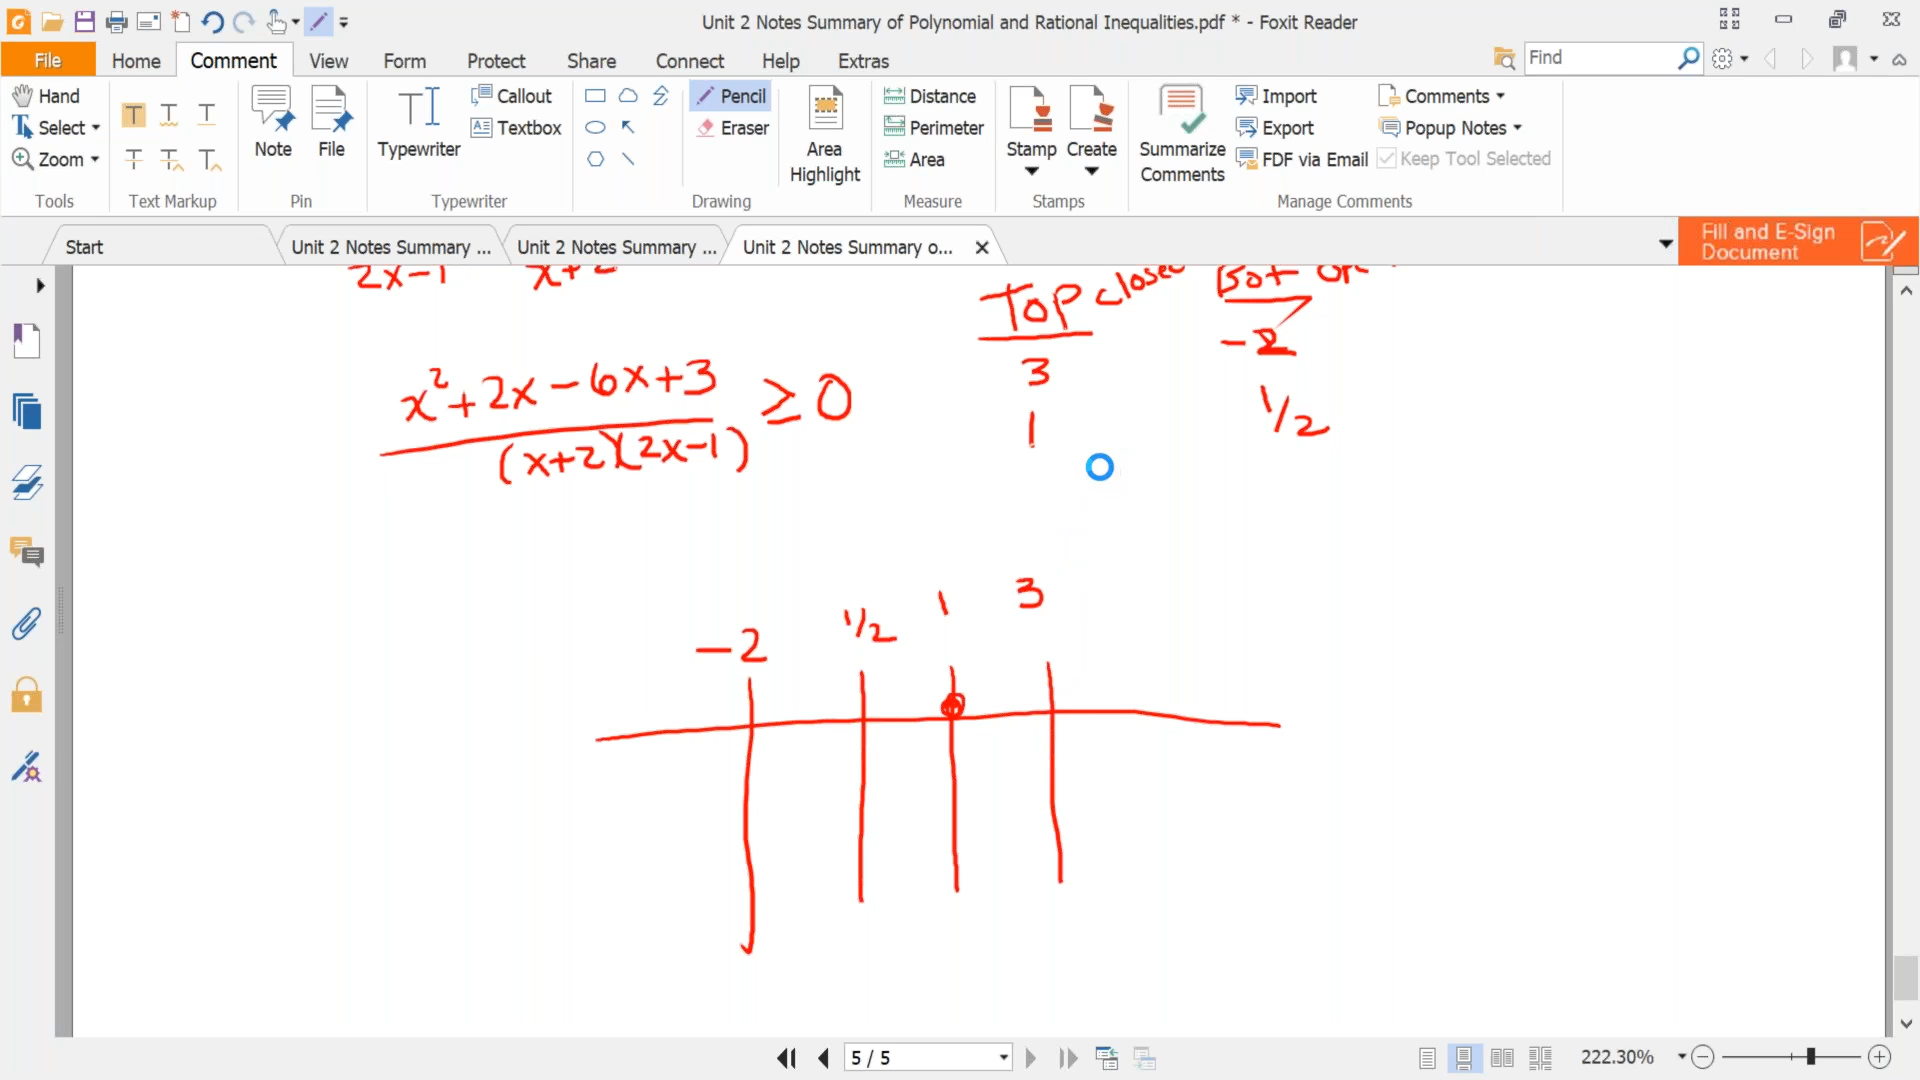 Unit 2 Notes Summary of Polynomial and Rational Inequalities.pdf * - Foxit Reader
File Home Comment View Form Protect Share Connect Help Extras
Find
Hand
Select
Zoom
Tools
Text Markup
Note
File
Pin
Typewriter
Callout
Textbox
Typewriter
Pencil
Eraser
Area
Highlight
Drawing
Distance
Perimeter
Area
Measure
Stamp
Create
Stamps
Summarize
Comments
Import
Export
FDF via Email
Comments
Popup Notes
Keep Tool Selected
Manage Comments
Start
Unit 2 Notes Summary ...
Unit 2 Notes Summary ...
Unit 2 Notes Summary o...
Fill and E-Sign
Document
2x-1 x+2
TOP closed Bot
3 -2
1 1/2
x²+2x-6x+3 ≥ 0
(x+2)(2x-1)
-2 1/2 1 3
5 / 5
222.30%